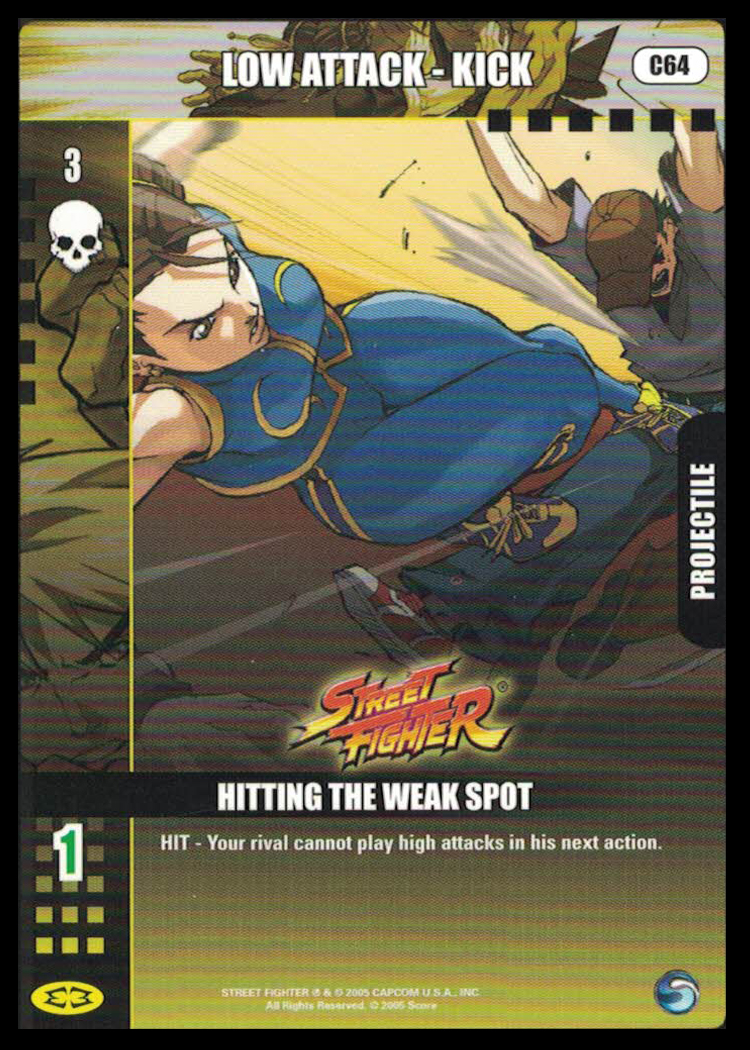 LOW ATTACK - KICK
C64
3
PROJECTILE
STREET
FIGHTER
®
HITTING THE WEAK SPOT
1
HIT - Your rival cannot play high attacks in his next action.
STREET FIGHTER ® & © 2005 CAPCOM U.S.A., INC
All Rights Reserved. © 2005 Score